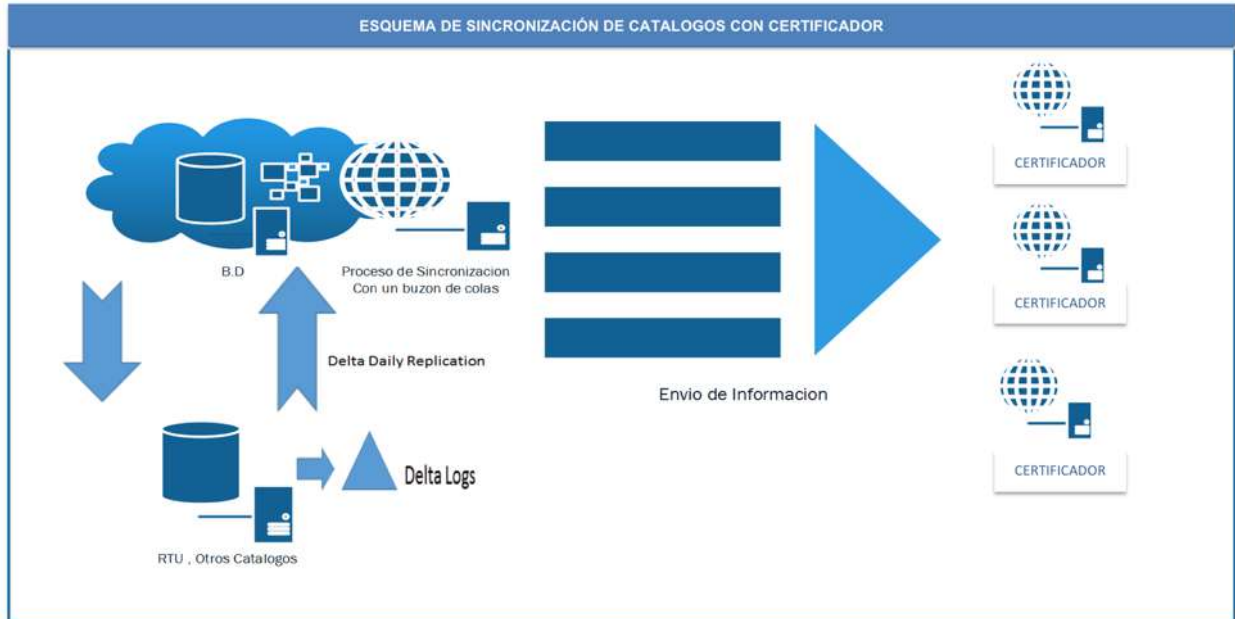 ESQUEMA DE SINCRONIZACIÓN DE CATALOGOS CON CERTIFICADOR
B.D
Proceso de Sincronizacion
Con un buzon de colas
Delta Daily Replication
Envio de Informacion
RTU , Otros Catalogos
Delta Logs
CERTIFICADOR
CERTIFICADOR
CERTIFICADOR